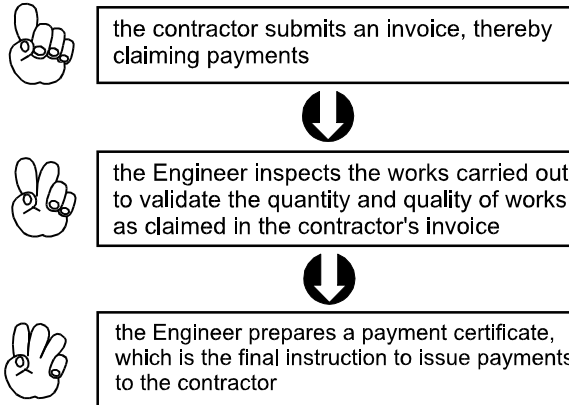 the contractor submits an invoice, thereby
claiming payments
the Engineer inspects the works carried out
to validate the quantity and quality of works
as claimed in the contractor's invoice
the Engineer prepares a payment certificate,
which is the final instruction to issue payments
to the contractor